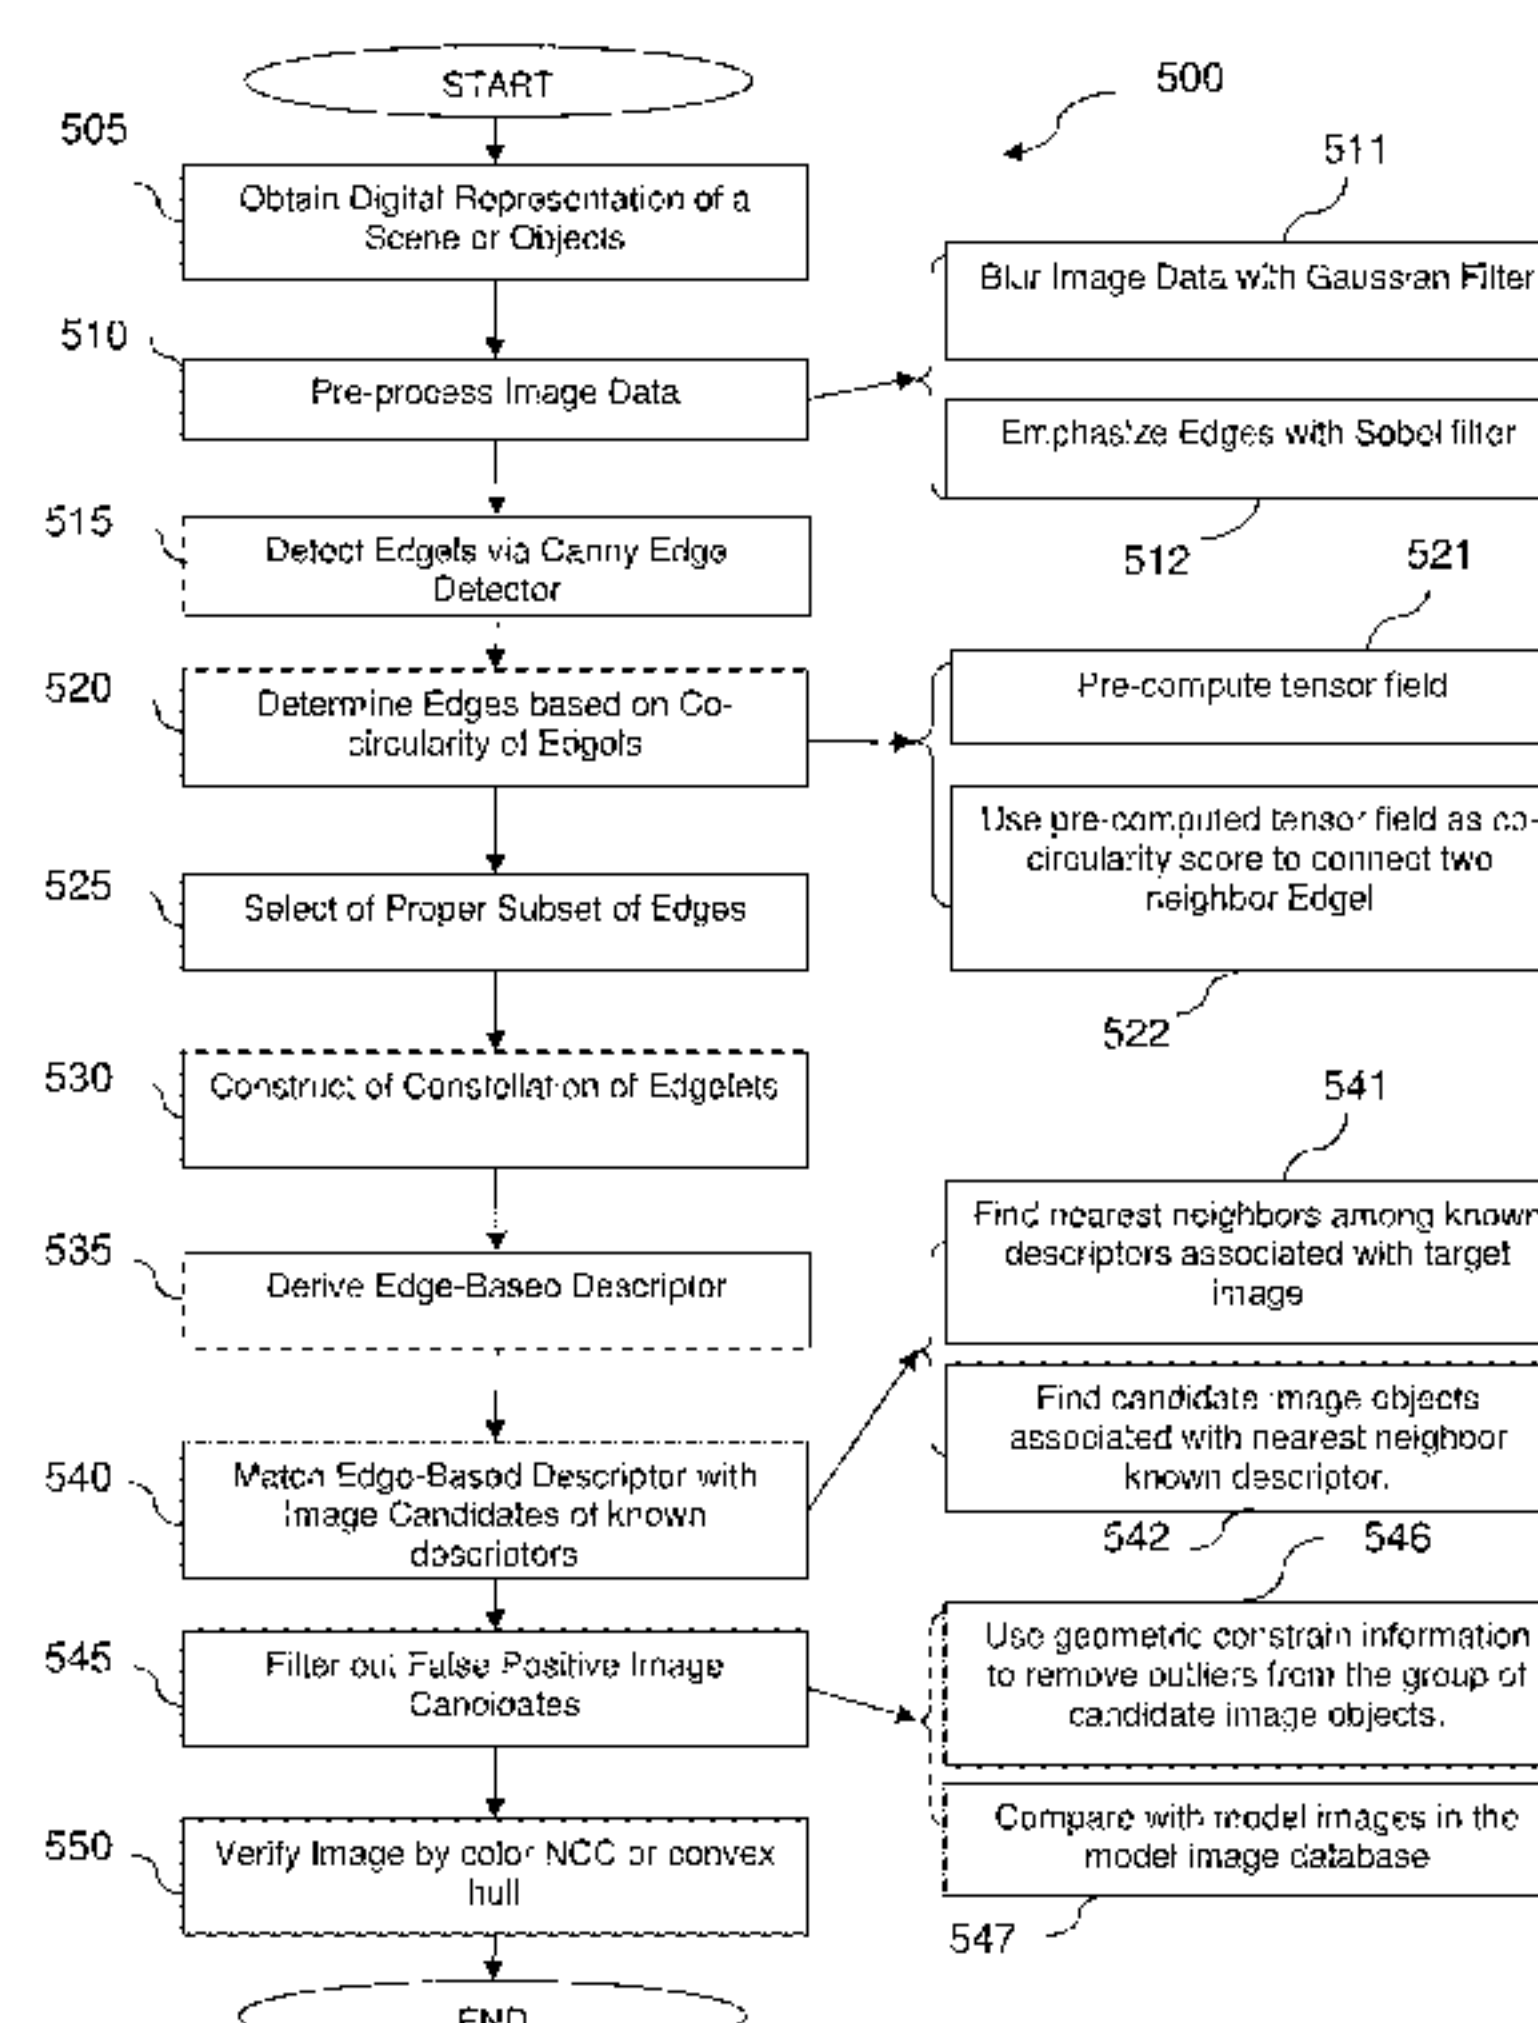 START
500
505
Obtain Digital Representation of a
Scene or Objects
511
Blur Image Data with Gaussian Filter
510
Pre-process Image Data
Emphasize Edges with Sobel filter
512
515
Detect Edgels via Canny Edge
Detector
521
520
Determine Edges based on Co-
circularity of Edgels
Pre-compute tensor field
Use pre-computed tensor field as co-
circularity score to connect two
neighbor Edgel
522
525
Select of Proper Subset of Edges
530
Construct of Constellation of Edgelets
541
535
Derive Edge-Based Descriptor
Find nearest neighbors among known
descriptors associated with target
image
Find candidate image objects
associated with nearest neighbor
known descriptor.
542
540
Match Edge-Based Descriptor with
Image Candidates of known
descriptors
546
545
Filter out False Positive Image
Candidates
Use geometric constrain information
to remove outliers from the group of
candidate image objects.
Compare with model images in the
model image database
547
550
Verify Image by color NCC or convex
hull
END